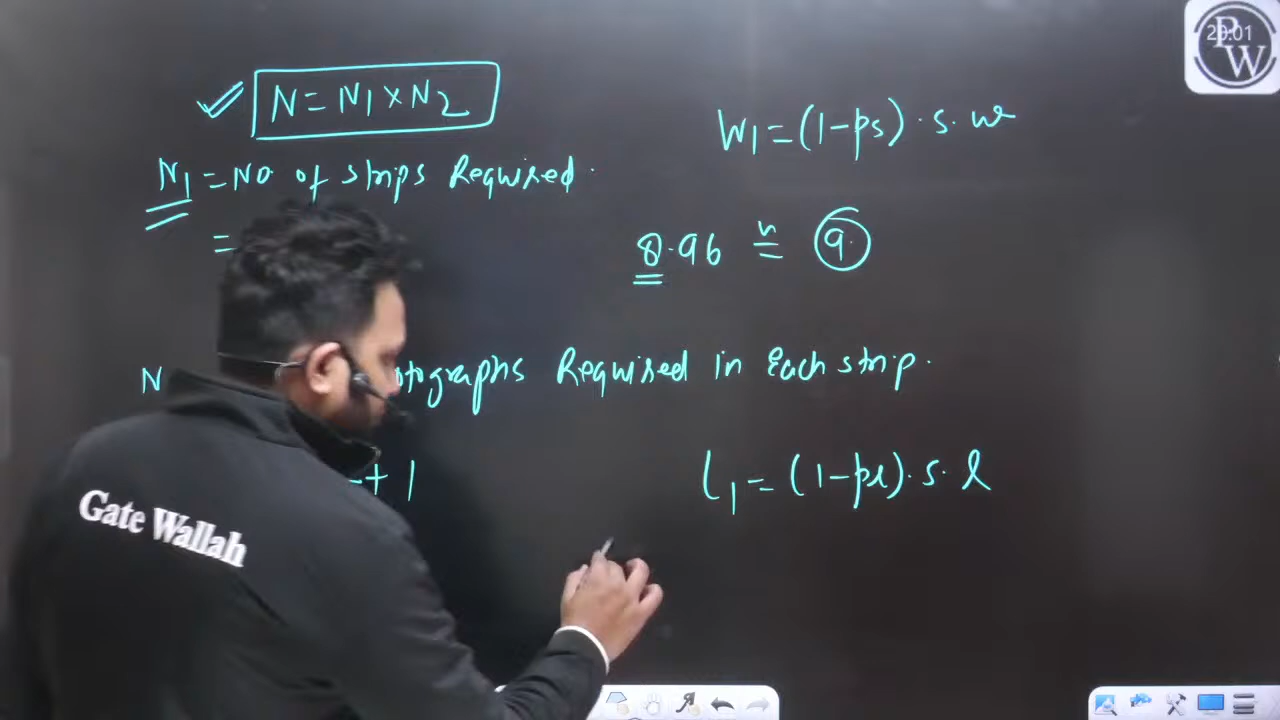 N = N1 × N2
W1 = (1-ps) . s . w
N1 = No. of strips Required.
=
8.96 ≈ 9
N
Required in Each strip.
+ 1
l1 = (1-pl) . s . l
Gate Wallah
PW